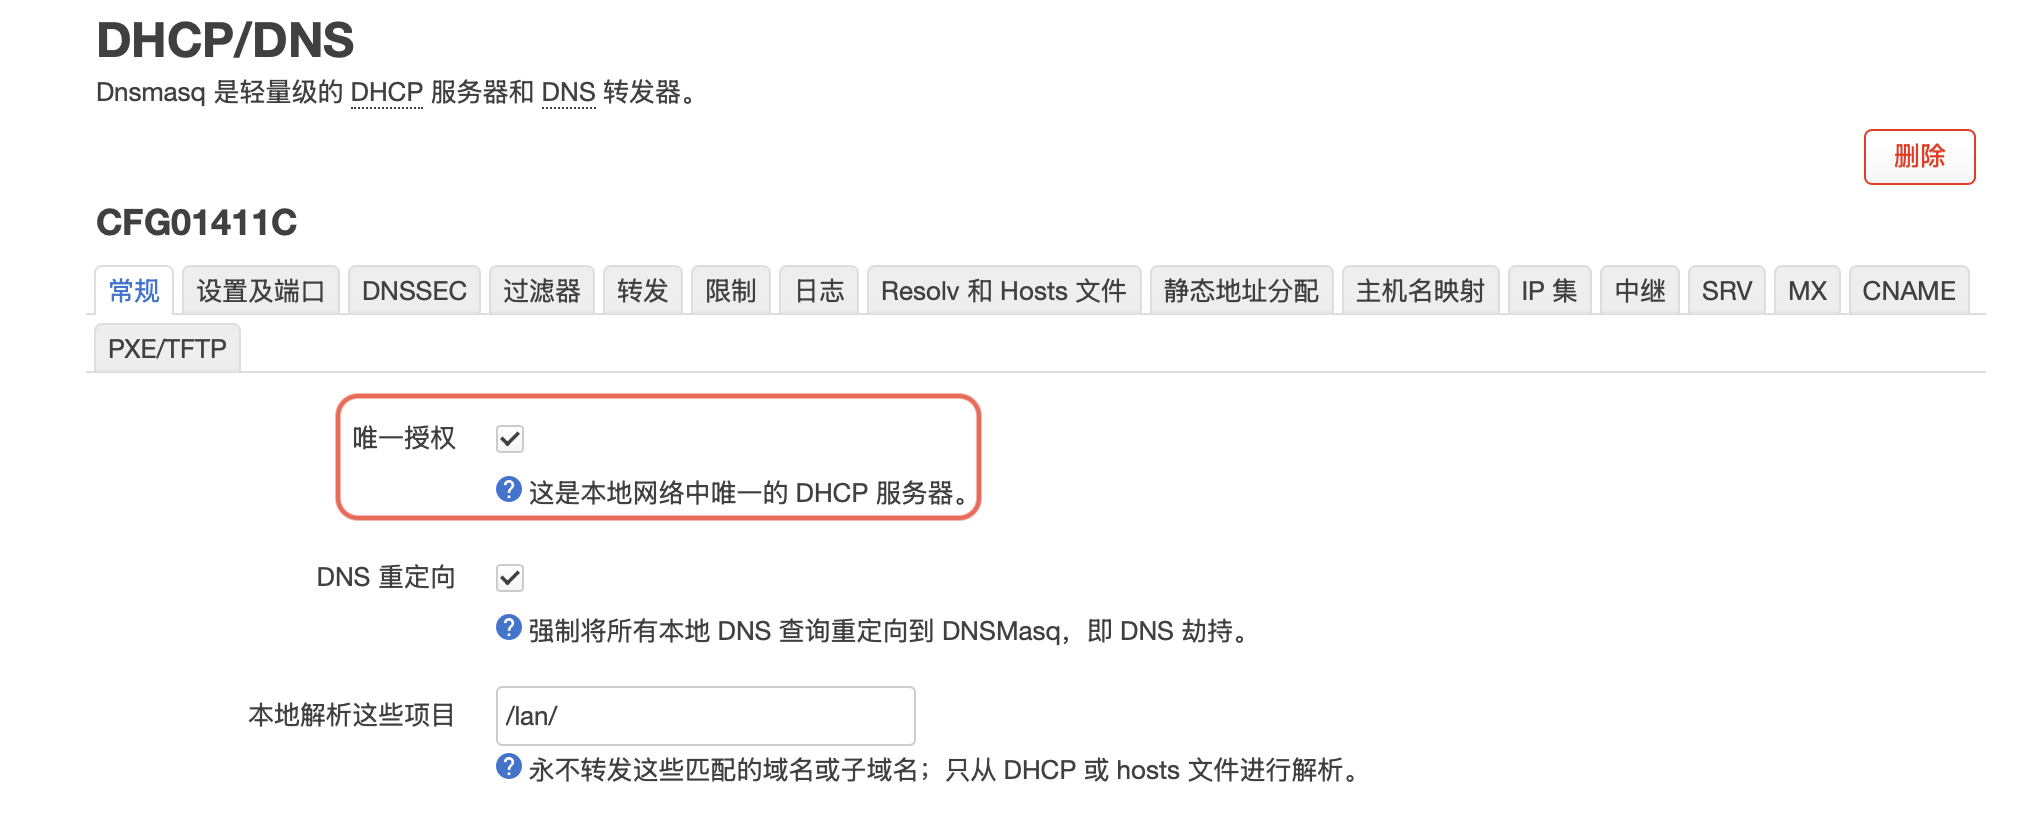 DHCP/DNS
Dnsmasq 是轻量级的 DHCP 服务器和 DNS 转发器。
删除
CFG01411C
常规 设置及端口 DNSSEC 过滤器 转发 限制 日志 Resolv 和 Hosts 文件 静态地址分配 主机名映射 IP 集 中继 SRV MX CNAME
PXE/TFTP
唯一授权
? 这是本地网络中唯一的 DHCP 服务器。
DNS 重定向
? 强制将所有本地 DNS 查询重定向到 DNSMasq，即 DNS 劫持。
本地解析这些项目 /lan/
? 永不转发这些匹配的域名或子域名；只从 DHCP 或 hosts 文件进行解析。